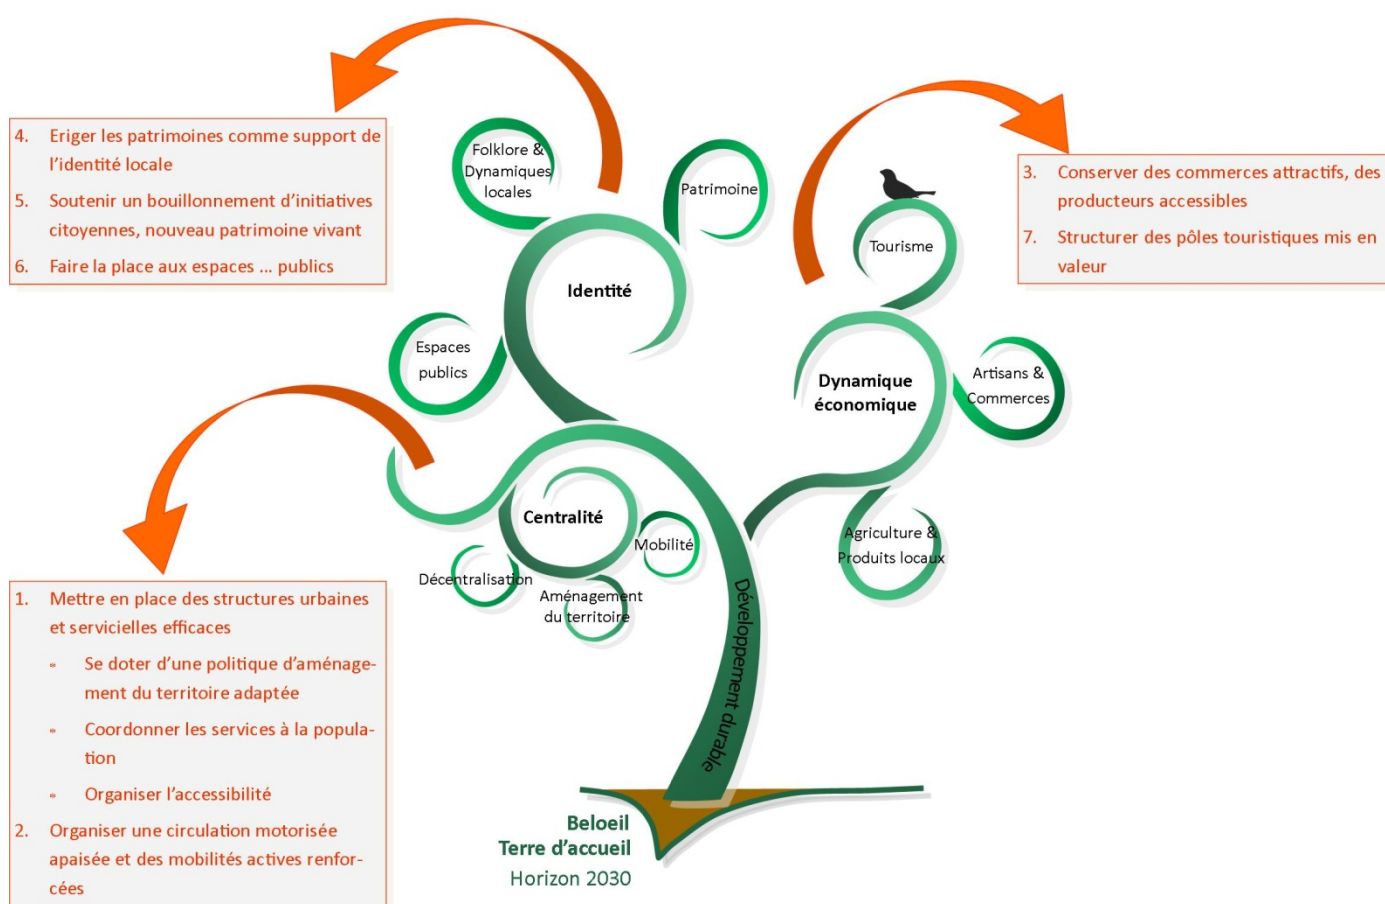 4. Eriger les patrimoines comme support de
l’identité locale
5. Soutenir un bouillonnement d’initiatives
citoyennes, nouveau patrimoine vivant
6. Faire la place aux espaces ... publics
Folklore &
Dynamiques
locales
Patrimoine
Identité
Espaces
publics
Tourisme
3. Conserver des commerces attractifs, des
producteurs accessibles
7. Structurer des pôles touristiques mis en
valeur
Dynamique
économique
Artisans &
Commerces
Agriculture &
Produits locaux
Centralité
Mobilité
Décentralisation
Aménagement
du territoire
Développement durable
1. Mettre en place des structures urbaines
et servicielles efficaces
Se doter d’une politique d’aménage-
ment du territoire adaptée
Coordonner les services à la popula-
tion
Organiser l’accessibilité
2. Organiser une circulation motorisée
apaisée et des mobilités actives renfor-
cées
Beloeil
Terre d’accueil
Horizon 2030